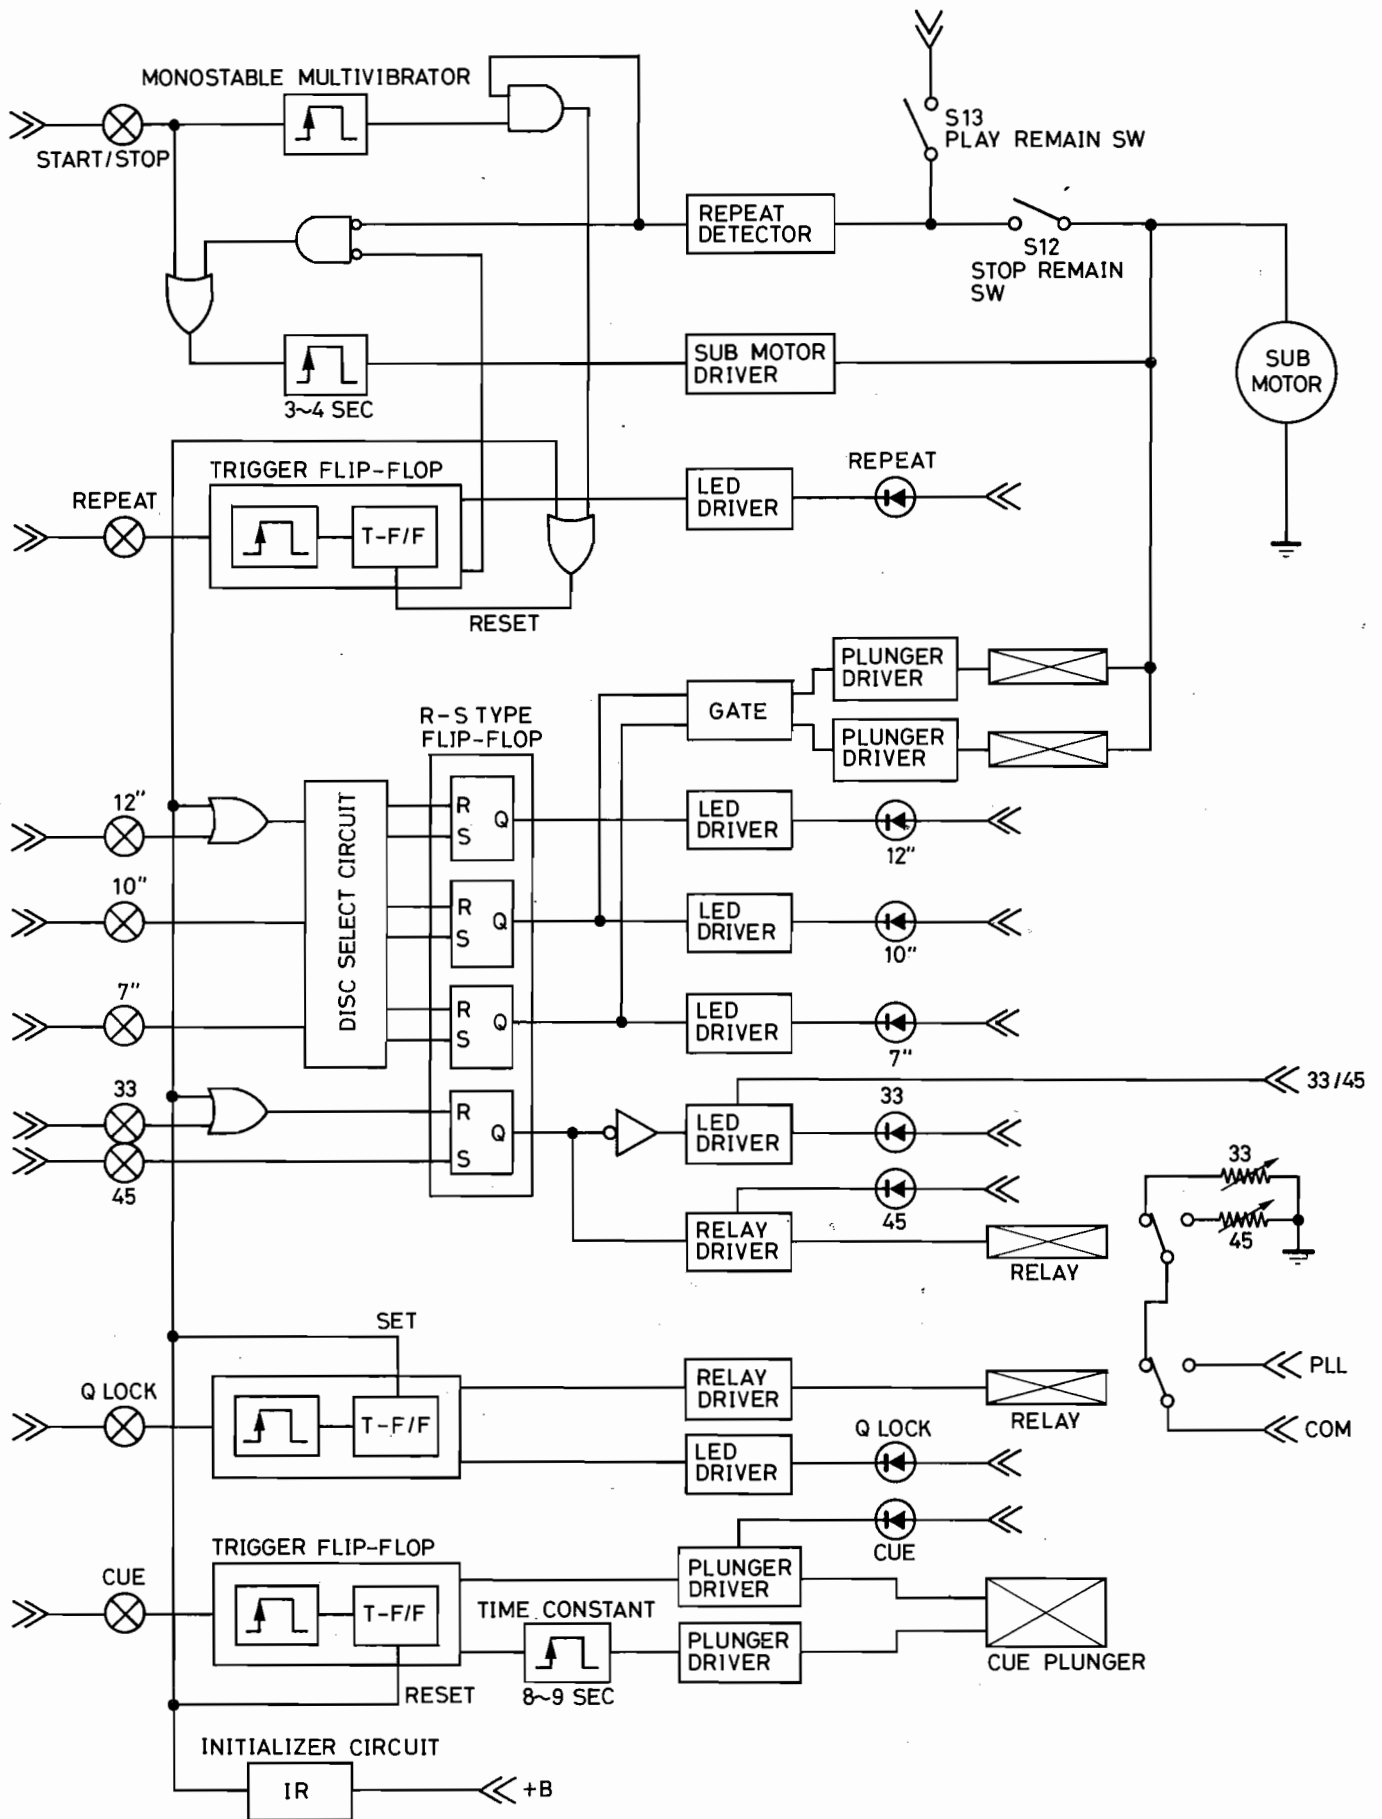 MONOSTABLE MULTIVIBRATOR
START/STOP
S13
PLAY REMAIN SW
REPEAT
DETECTOR
S12
STOP REMAIN
SW
SUB MOTOR
DRIVER
SUB
MOTOR
3~4 SEC
TRIGGER FLIP-FLOP
REPEAT
T-F/F
RESET
LED
DRIVER
REPEAT
PLUNGER
DRIVER
GATE
PLUNGER
DRIVER
R-S TYPE
FLIP-FLOP
12"
10"
7"
33
45
DISC SELECT CIRCUIT
R
S
Q
R
S
Q
R
S
Q
R
S
Q
LED
DRIVER
12"
LED
DRIVER
10"
LED
DRIVER
7"
33/45
LED
DRIVER
33
45
RELAY
DRIVER
RELAY
33
45
PLL
COM
SET
Q LOCK
T-F/F
RELAY
DRIVER
RELAY
LED
DRIVER
Q LOCK
CUE
TRIGGER FLIP-FLOP
CUE
T-F/F
RESET
PLUNGER
DRIVER
TIME CONSTANT
8~9 SEC
PLUNGER
DRIVER
CUE PLUNGER
INITIALIZER CIRCUIT
IR
+B